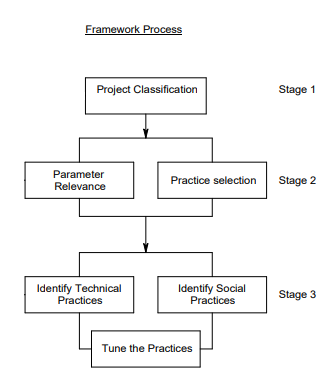 Framework Process
Project Classification
Stage 1
Parameter
Relevance
Practice selection
Stage 2
Identify Technical
Practices
Identify Social
Practices
Stage 3
Tune the Practices